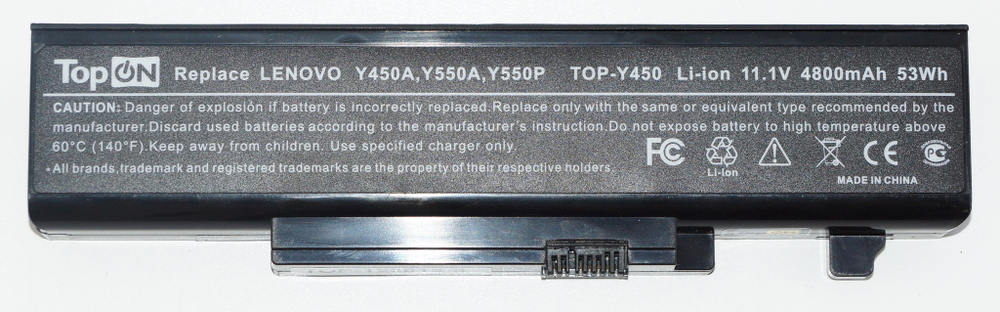 TopON Replace LENOVO Y450A,Y550A,Y550P TOP-Y450 Li-ion 11.1V 4800mAh 53Wh
CAUTION: Danger of explosión if battery is incorrectly replaced.Replace only with the same or equivalent type recommended by the
manufacturer.Discard used batteries according to the manufacturer's instruction.Do not expose battery to high temperature above
60°C (140°F).Keep away from children. Use specified charger only.
•All brands,trademark and registered trademarks are the property of their respective holders.
FC Li-Ion CE PG
MADE IN CHINA